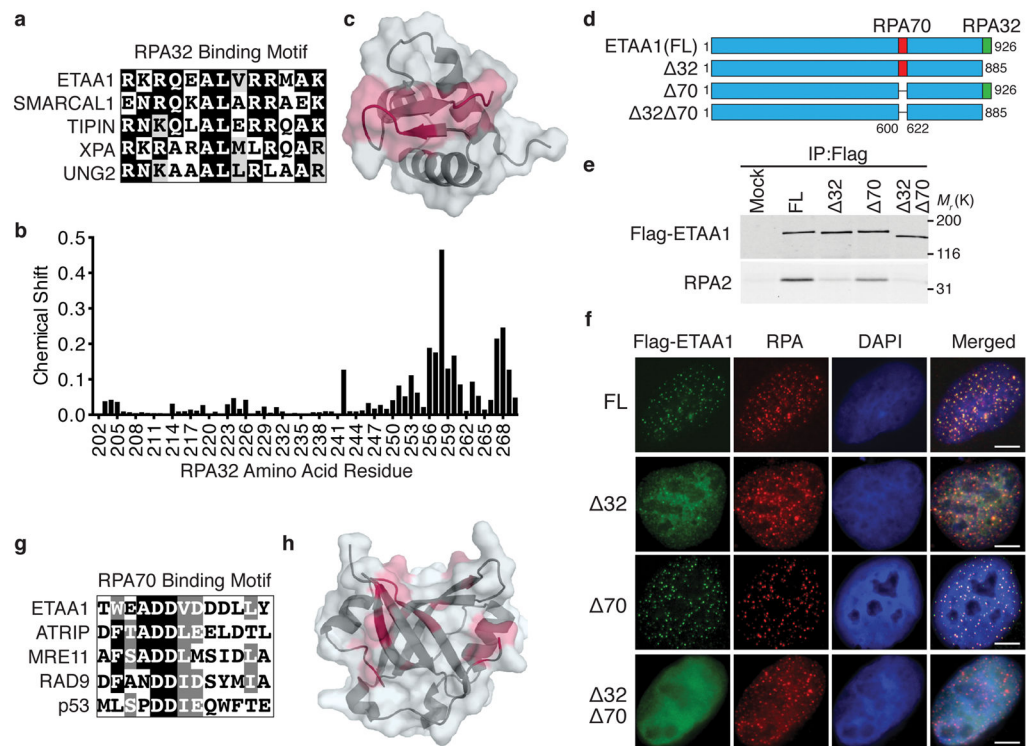 a
RPA32 Binding Motif
ETAA1 RKRQEALVRRMAK
SMARCAL1 ENRQKALARRAEK
TIPIN RNKQLALERRQAK
XPA RKRARALMLRQAR
UNG2 RNKAAALLRLAAR
c
b
0.5
0.4
0.3
0.2
0.1
0.0
Chemical Shift
202 205 208 211 214 217 220 223 226 229 232 235 238 241 244 247 250 253 256 259 262 265 268
RPA32 Amino Acid Residue
d
RPA70 RPA32
ETAA1(FL) 1 926
Δ32 1 885
Δ70 1 926
Δ32Δ70 1 885
600 622
e
IP:Flag
Mock FL Δ32 Δ70 Δ32 Δ70 Mr (K)
Flag-ETAA1 200
116
RPA2 31
f
Flag-ETAA1 RPA DAPI Merged
FL
Δ32
Δ70
Δ32
Δ70
g
RPA70 Binding Motif
ETAA1 TWEADDVDDDLLY
ATRIP DFTADDLEELDTL
MRE11 AFSADDLMSIDLA
RAD9 DFANDDIDSYMIA
p53 MLSPDDIEQWFTE
h